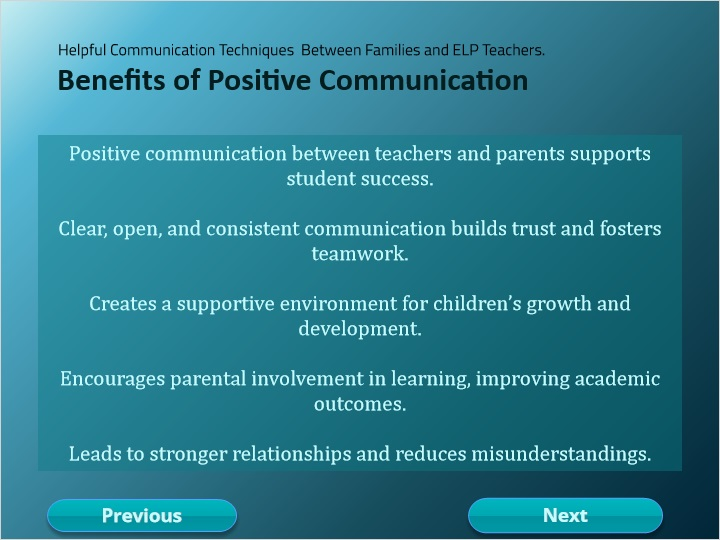 Helpful Communication Techniques  Between Families and ELP Teachers.
Benefits of Positive Communication
Positive communication between teachers and parents supports
student success.
Clear, open, and consistent communication builds trust and fosters
teamwork.
Creates a supportive environment for children’s growth and
development.
Encourages parental involvement in learning, improving academic
outcomes.
Leads to stronger relationships and reduces misunderstandings.
Previous
Next